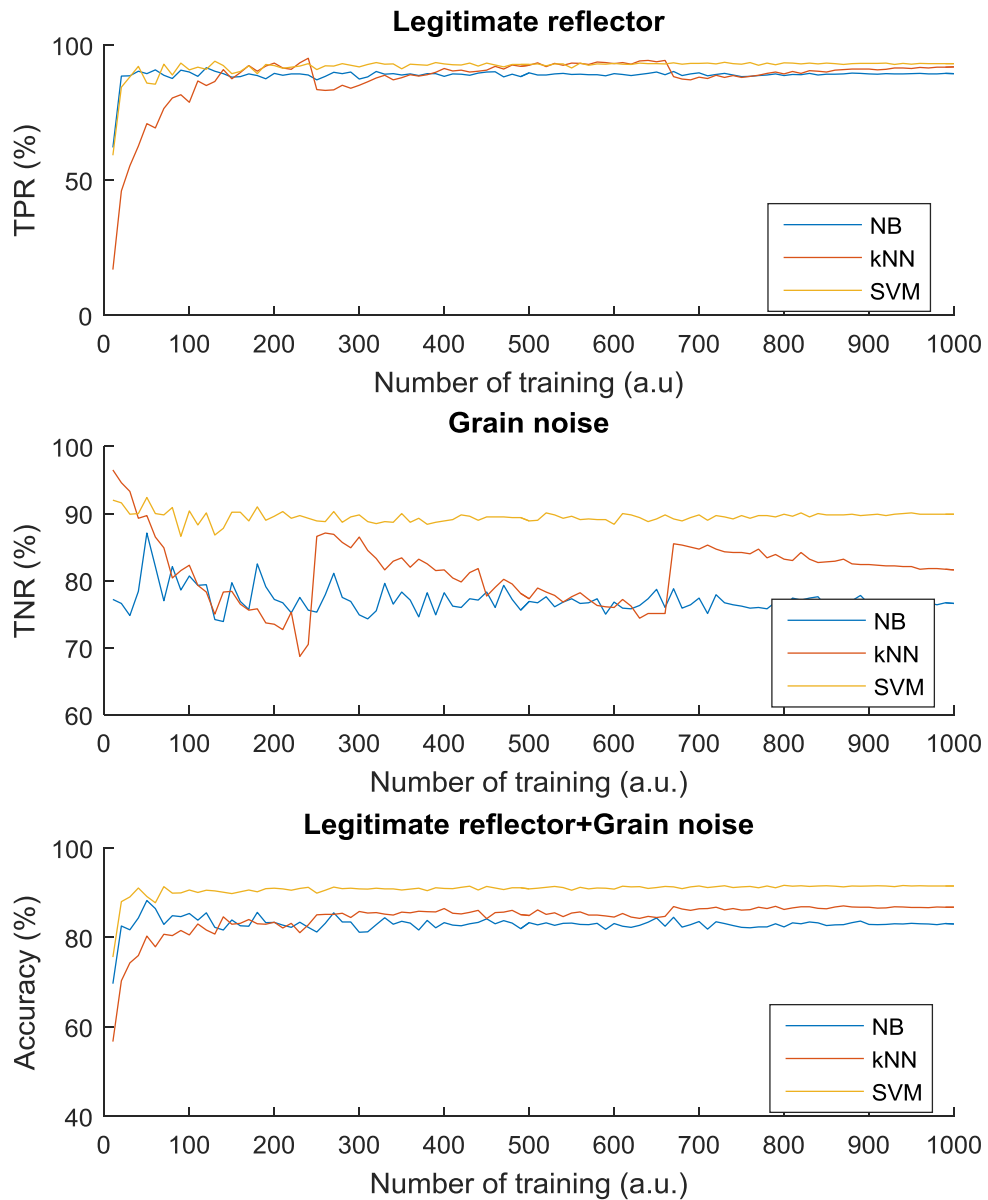 Legitimate reflector
100
50
0
TPR (%)
NB
kNN
SVM
0 100 200 300 400 500 600 700 800 900 1000
Number of training (a.u)
Grain noise
100
90
80
70
60
TNR (%)
NB
kNN
SVM
0 100 200 300 400 500 600 700 800 900 1000
Number of training (a.u.)
Legitimate reflector+Grain noise
100
80
60
40
Accuracy (%)
NB
kNN
SVM
0 100 200 300 400 500 600 700 800 900 1000
Number of training (a.u.)